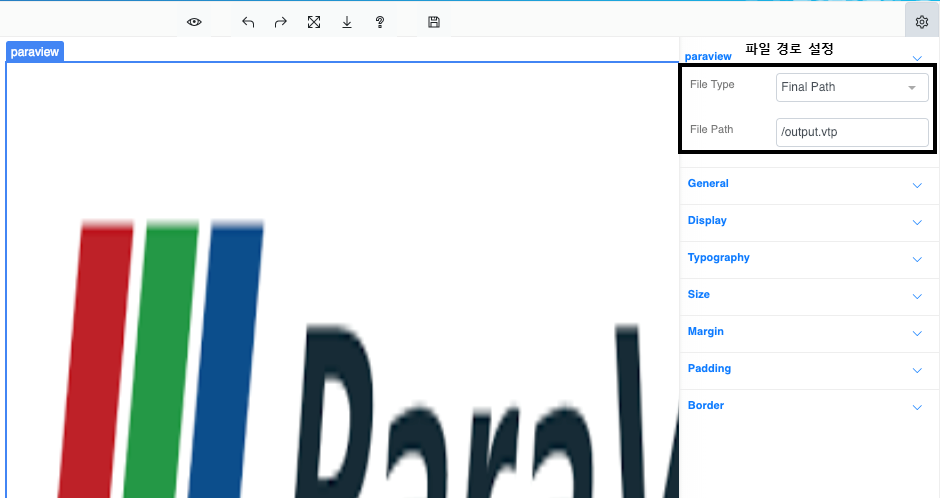 paraview
paraview 파일 경로 설정
File Type Final Path
File Path /output.vtp
General
Display
Typography
Size
Margin
Padding
Border
ParaV